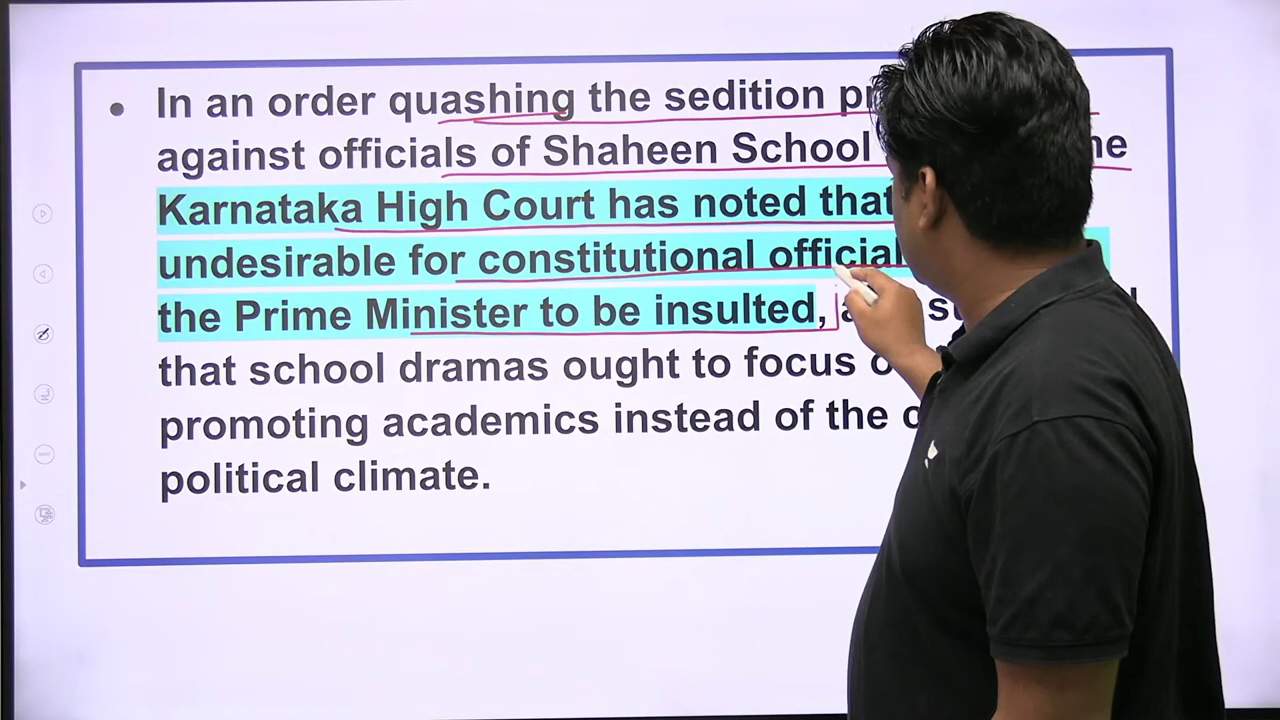 • In an order quashing the sedition
against officials of Shaheen School
Karnataka High Court has noted that
undesirable for constitutional
the Prime Minister to be insulted,
that school dramas ought to focus
promoting academics instead of the
political climate.